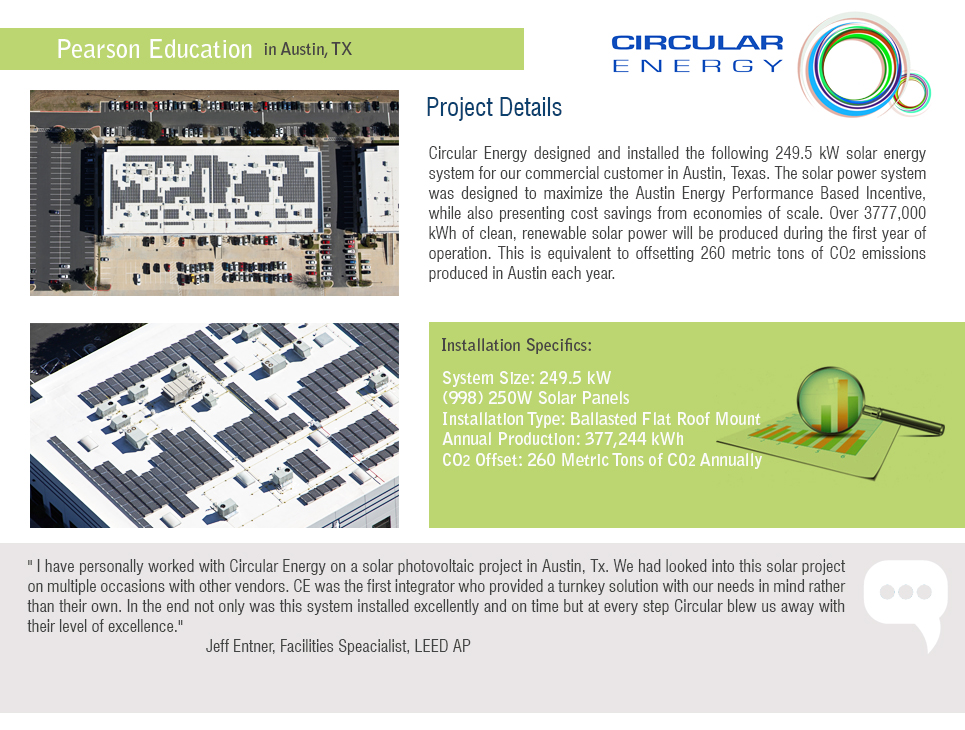 Pearson Education in Austin, TX
CIRCULAR
ENERGY
Project Details
Circular Energy designed and installed the following 249.5 kW solar energy
system for our commercial customer in Austin, Texas. The solar power system
was designed to maximize the Austin Energy Performance Based Incentive,
while also presenting cost savings from economies of scale. Over 3777,000
kWh of clean, renewable solar power will be produced during the first year of
operation. This is equivalent to offsetting 260 metric tons of CO2 emissions
produced in Austin each year.
Installation Specifics:
System Size: 249.5 kW
(998) 250W Solar Panels
Installation Type: Ballasted Flat Roof Mount
Annual Production: 377,244 kWh
CO2 Offset: 260 Metric Tons of CO2 Annually
" I have personally worked with Circular Energy on a solar photovoltaic project in Austin, Tx. We had looked into this solar project
on multiple occasions with other vendors. CE was the first integrator who provided a turnkey solution with our needs in mind rather
than their own. In the end not only was this system installed excellently and on time but at every step Circular blew us away with
their level of excellence."
Jeff Entner, Facilities Speacialist, LEED AP